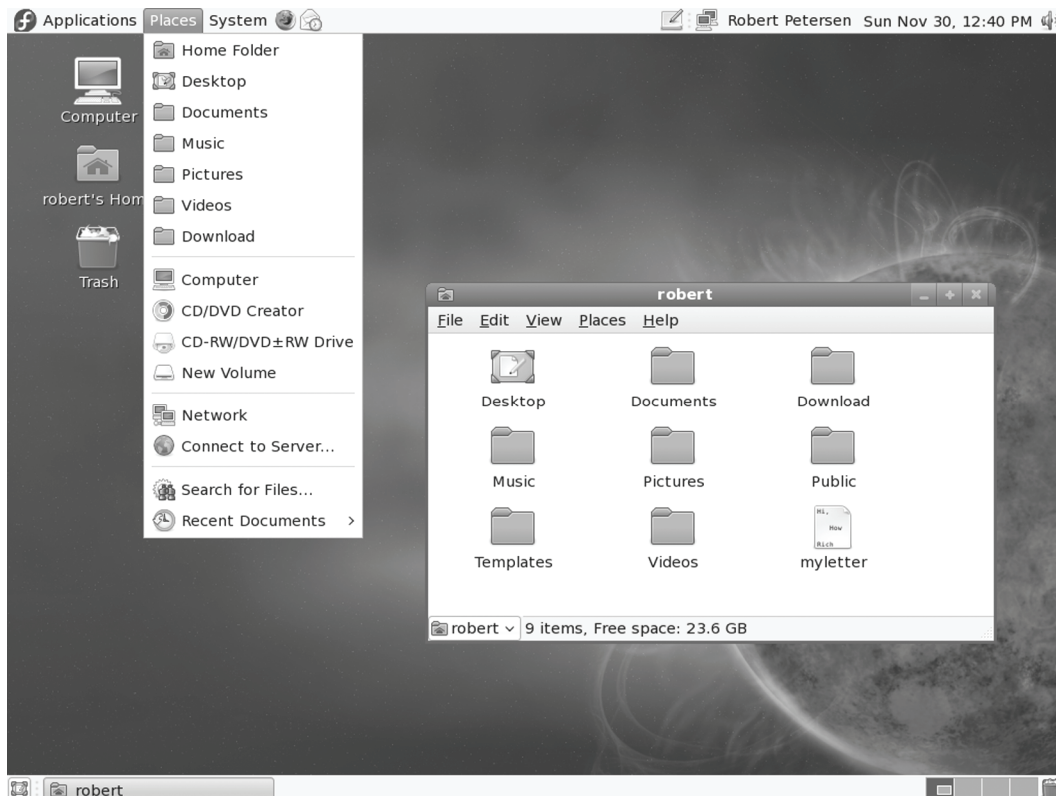 Applications Places System Robert Petersen Sun Nov 30, 12:40 PM
Computer
robert's Hom
Trash
Home Folder
Desktop
Documents
Music
Pictures
Videos
Download
Computer
CD/DVD Creator
CD-RW/DVD±RW Drive
New Volume
Network
Connect to Server...
Search for Files...
Recent Documents
robert
File Edit View Places Help
Desktop Documents Download
Music Pictures Public
Hi,
How
Rich
Templates Videos myletter
robert 9 items, Free space: 23.6 GB
robert